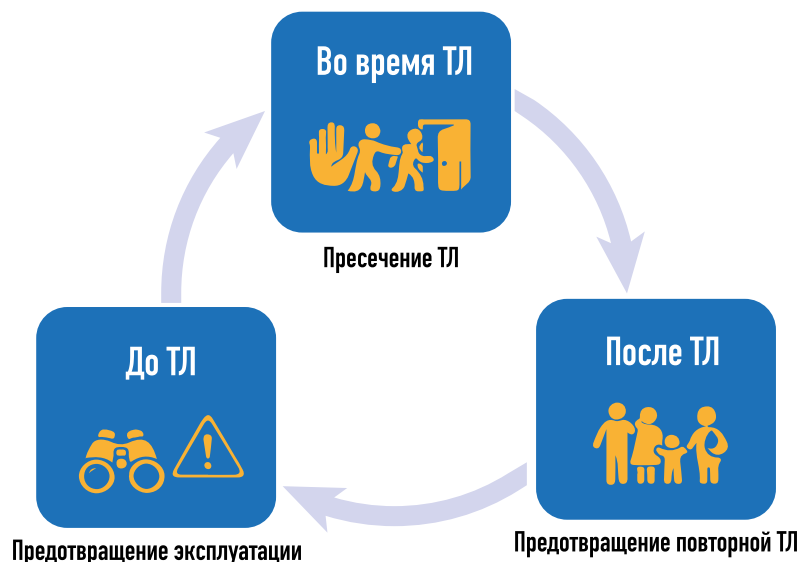 Во время ТЛ
Пресечение ТЛ
До ТЛ
Предотвращение эксплуатации
После ТЛ
Предотвращение повторной ТЛ